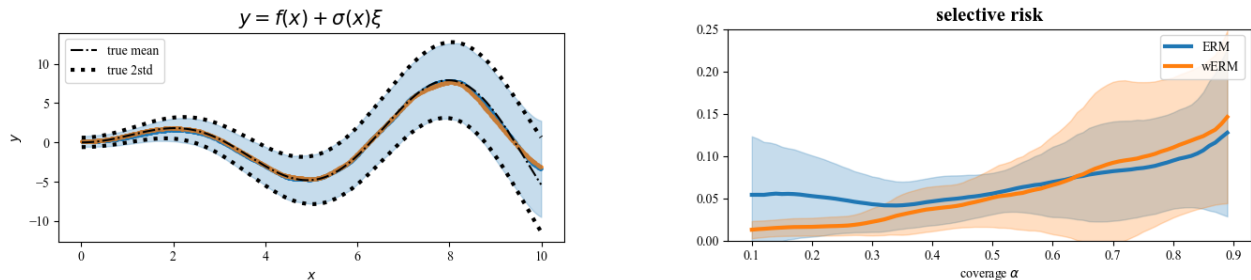 y = f(x) + σ(x)ξ
true mean
true 2std
10
5
0
−5
−10
y
0 2 4 6 8 10
x
selective risk
ERM
wERM
0.25
0.20
0.15
0.10
0.05
0.00
0.1 0.2 0.3 0.4 0.5 0.6 0.7 0.8 0.9
coverage α